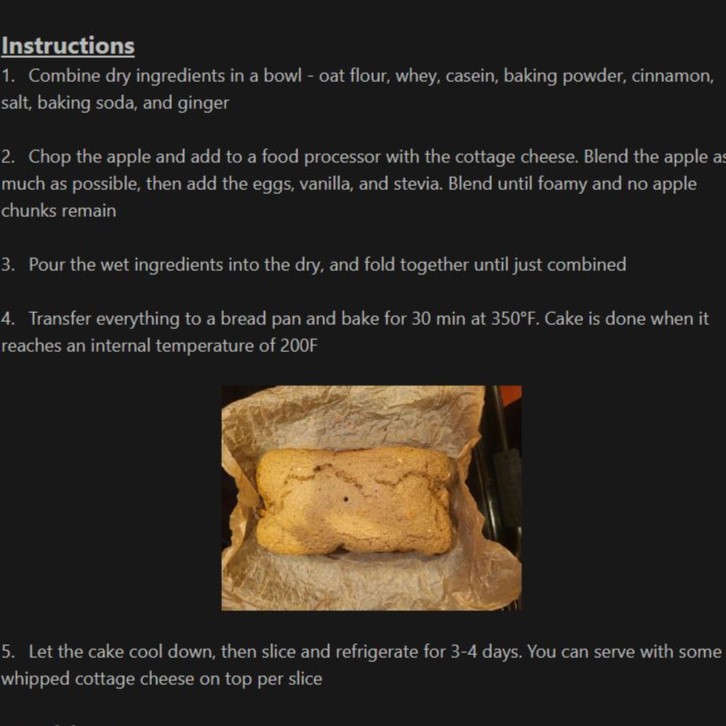 Instructions
1. Combine dry ingredients in a bowl - oat flour, whey, casein, baking powder, cinnamon,
salt, baking soda, and ginger
2. Chop the apple and add to a food processor with the cottage cheese. Blend the apple as
much as possible, then add the eggs, vanilla, and stevia. Blend until foamy and no apple
chunks remain
3. Pour the wet ingredients into the dry, and fold together until just combined
4. Transfer everything to a bread pan and bake for 30 min at 350°F. Cake is done when it
reaches an internal temperature of 200F
5. Let the cake cool down, then slice and refrigerate for 3-4 days. You can serve with some
whipped cottage cheese on top per slice